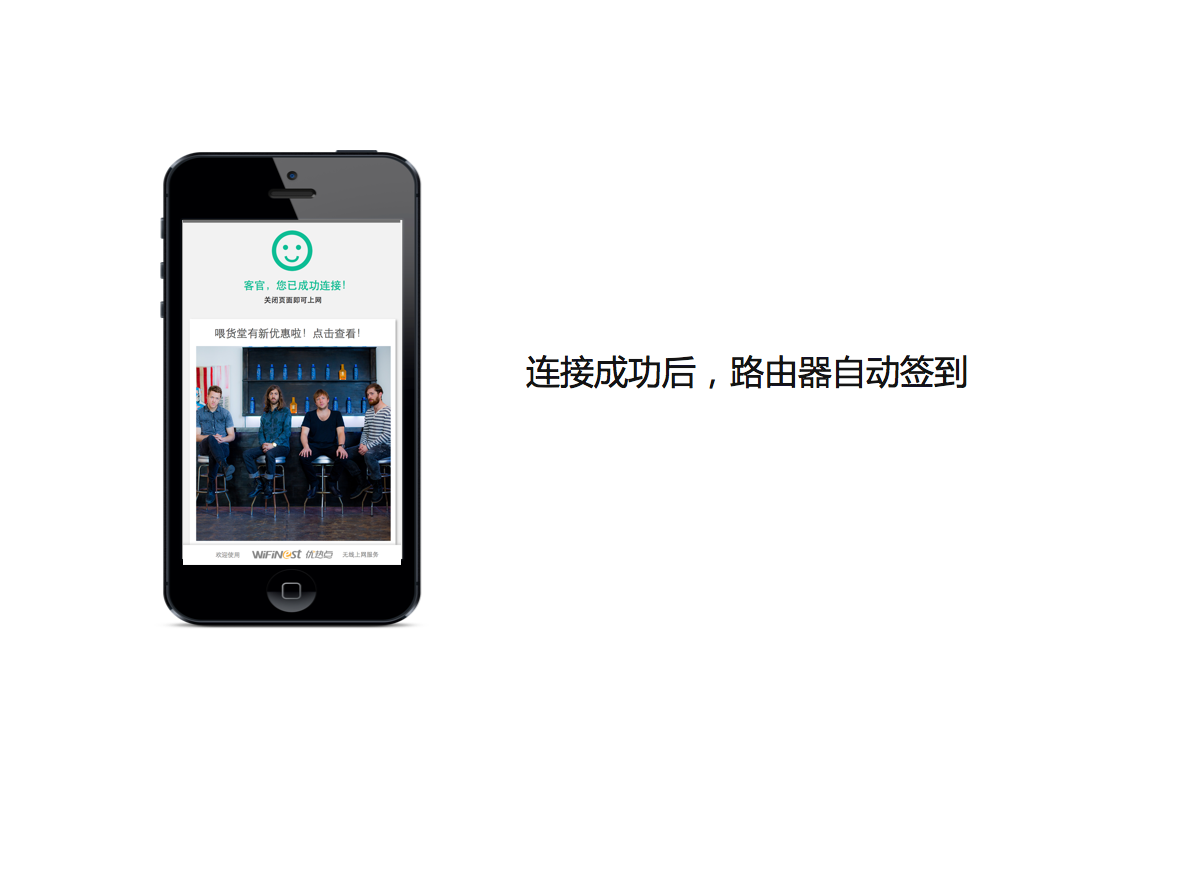 客官，您已成功连接！
关闭页面即可上网
喂货堂有新优惠啦！点击查看！
连接成功后，路由器自动签到
欢迎使用 WiFiNest 优热点 无线上网服务